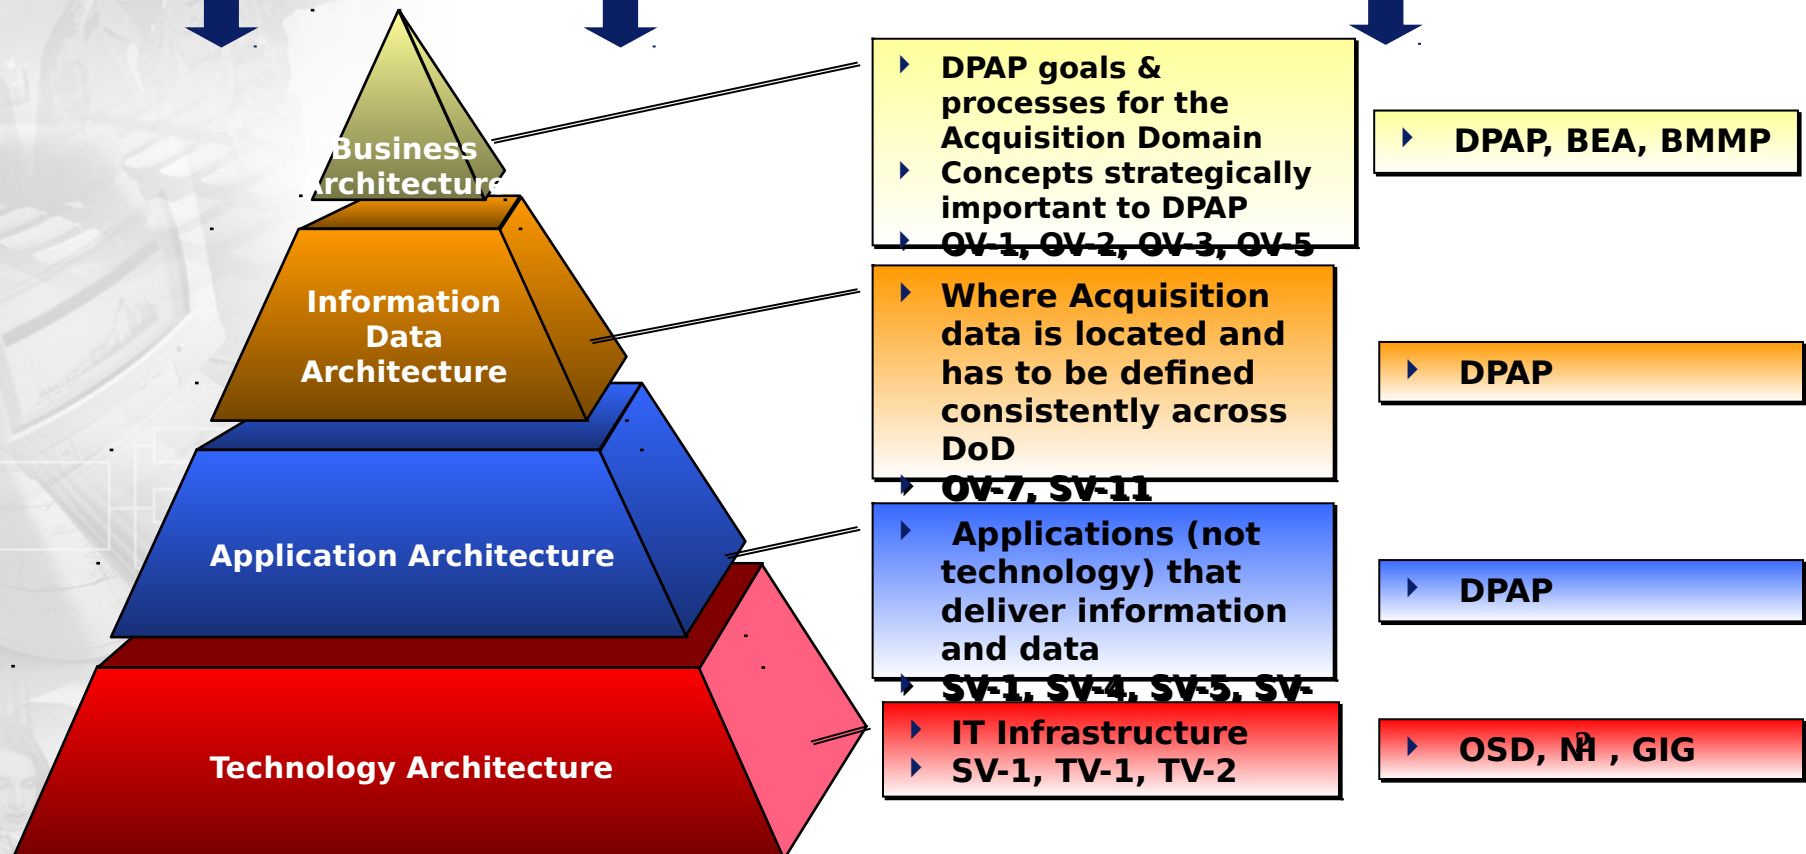 Business
Architecture
DPAP goals &
processes for the
Acquisition Domain
Concepts strategically
important to DPAP
OV-1, OV-2, OV-3, OV-5
DPAP, BEA, BMMP
Information
Data
Architecture
Where Acquisition
data is located and
has to be defined
consistently across
DoD
OV-7, SV-11
DPAP
Application Architecture
Applications (not
technology) that
deliver information
and data
SV-1, SV-4, SV-5, SV-
DPAP
Technology Architecture
IT Infrastructure
SV-1, TV-1, TV-2
OSD, , GIG